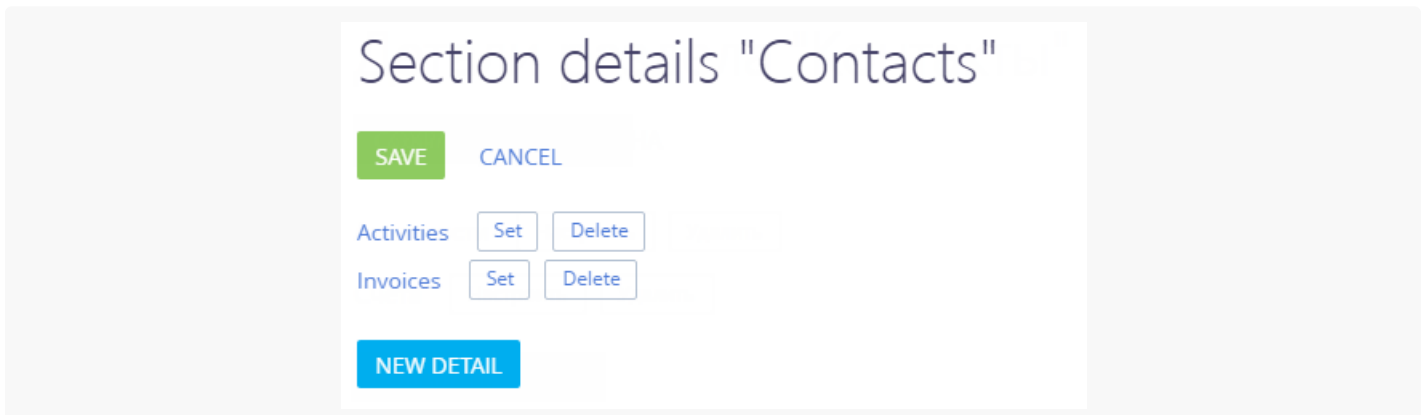 Section details "Contacts"
SAVE CANCEL
Activities Set Delete
Invoices Set Delete
NEW DETAIL